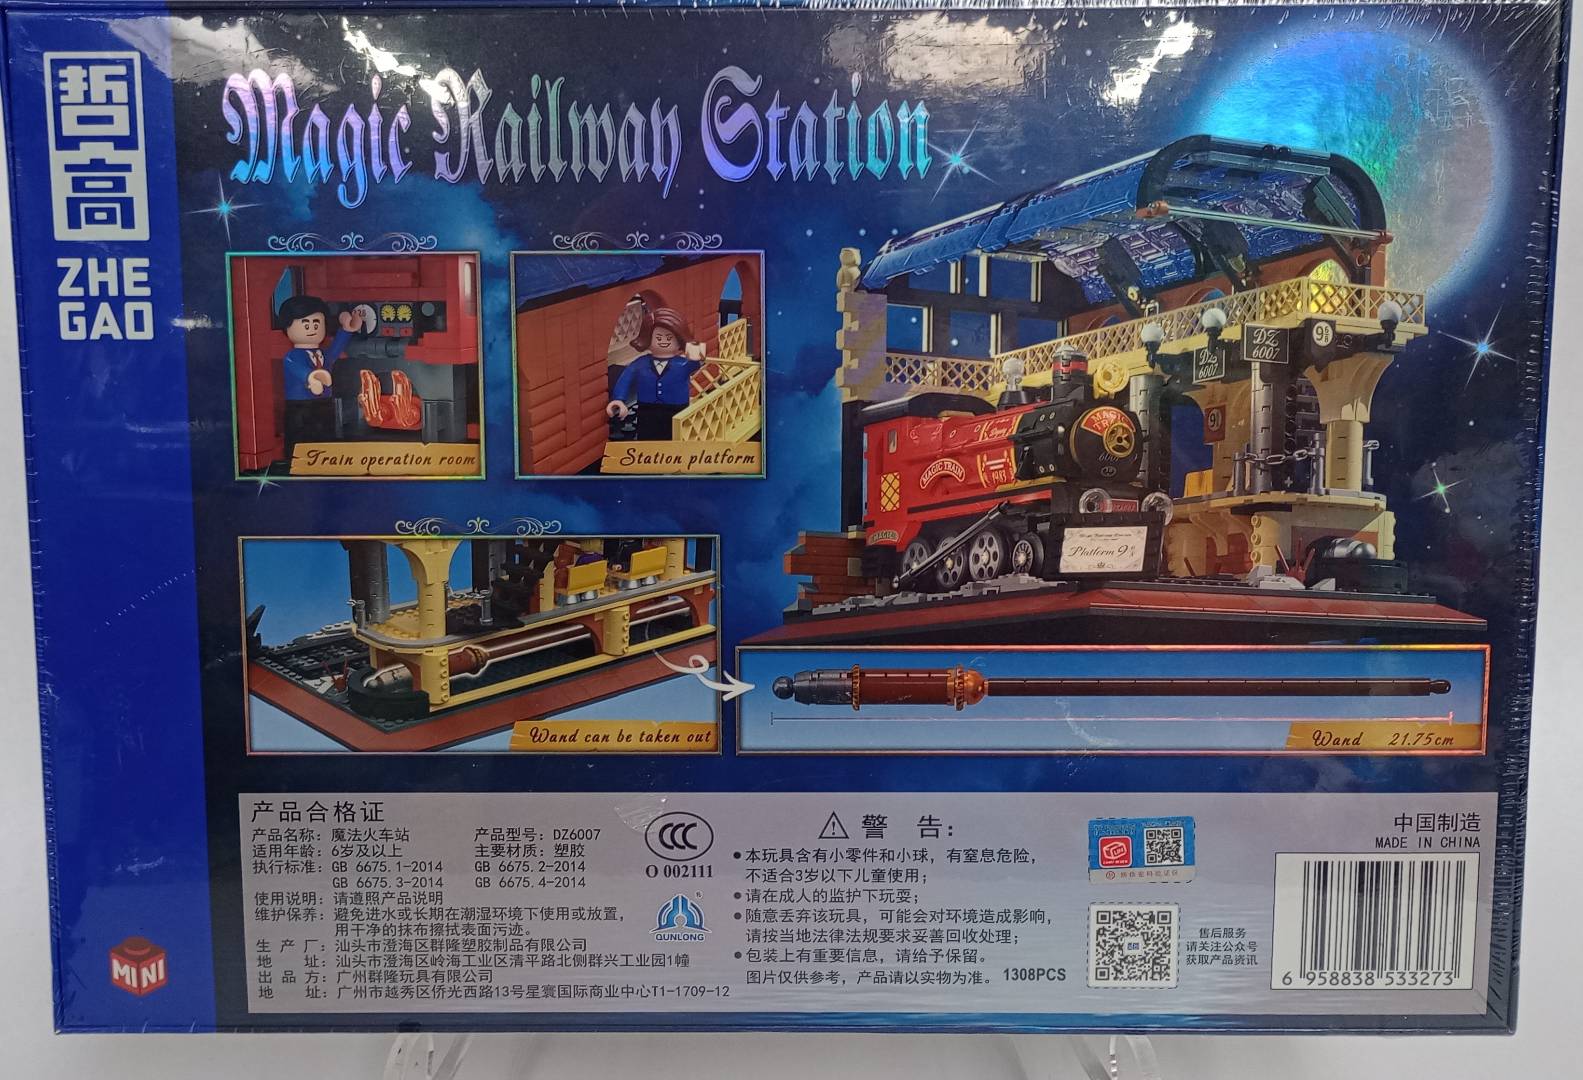 哲高
ZHE
GAO
Magic Railway Station
Train operation room
Station platform
DZ
6007
DZ
6007
MAGIC TRAIN
1983
MAGIC
Platform 9
Wand can be taken out
Wand 21.75cm
产品合格证
产品名称：魔法火车站 产品型号：DZ6007
适用年龄：6岁及以上 主要材质：塑胶
执行标准：GB 6675.1-2014 GB 6675.2-2014
GB 6675.3-2014 GB 6675.4-2014
使用说明：请遵照产品说明
维护保养：避免进水或长期在潮湿环境下使用或放置，
用干净的抹布擦拭表面污迹。
生产厂：汕头市澄海区群隆塑胶制品有限公司
地址：汕头市澄海区岭海工业区清平路北侧群兴工业园1幢
出品方：广州群隆玩具有限公司
地址：广州市越秀区侨光西路13号星寰国际商业中心T1-1709-12
CCC
O 002111
QUNLONG
警告：
●本玩具含有小零件和小球，有窒息危险，
不适合3岁以下儿童使用；
●请在成人的监护下玩耍；
●随意丢弃该玩具，可能会对环境造成影响，
请按当地法律法规要求妥善回收处理；
●包装上有重要信息，请给予保留。
图片仅供参考，产品请以实物为准。 1308PCS
售后服务
请关注公众号
获取产品资讯
中国制造
MADE IN CHINA
6 958838 533273
MINI